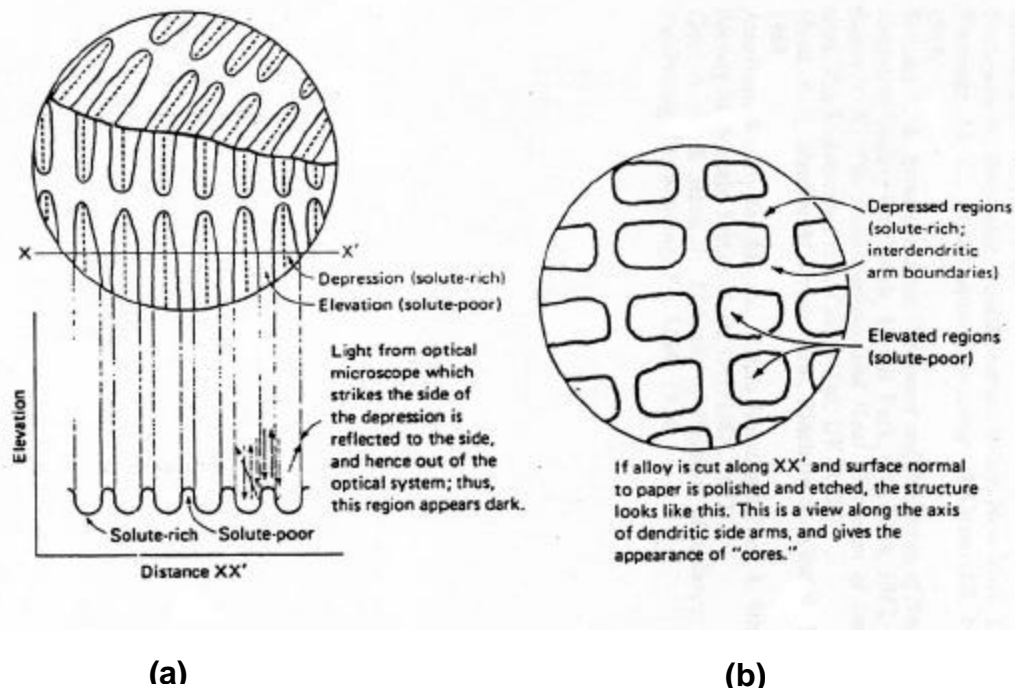 X
X'
Depression (solute-rich)
Elevation (solute-poor)
Light from optical
microscope which
strikes the side
of the depression is
reflected to the side,
and hence out of the
optical system; thus,
this region appears dark.
Elevation
Solute-rich
Solute-poor
Distance XX'
(a)
Depressed regions
(solute-rich;
interdendritic
arm boundaries)
Elevated regions
(solute-poor)
If alloy is cut along XX' and surface normal
to paper is polished and etched, the structure
looks like this. This is a view along the axis
of dendritic side arms, and gives the
appearance of "cores."
(b)